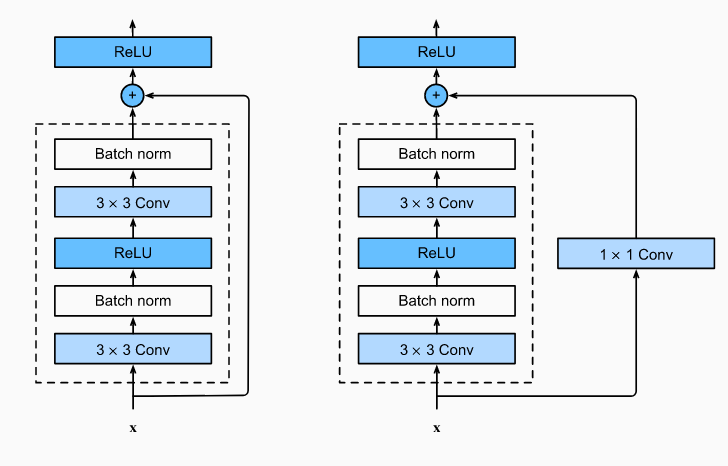 ReLU
+
Batch norm
3 × 3 Conv
ReLU
Batch norm
3 × 3 Conv
x
ReLU
+
Batch norm
3 × 3 Conv
ReLU
Batch norm
3 × 3 Conv
x
1 × 1 Conv